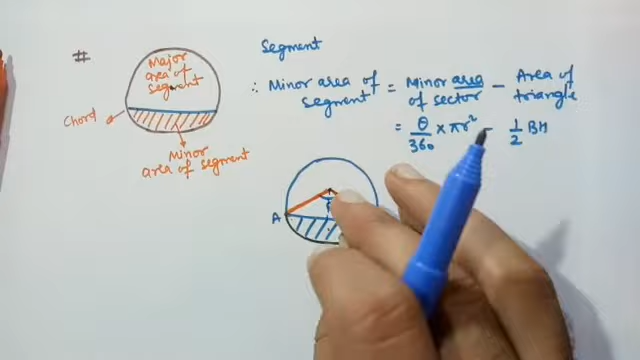 #
Segment
Major
area of
segment
Chord
Minor
area of segment
∴ Minor area of segment = Minor area of sector − Area of triangle
= θ/360 × πr² − 1/2 BH
A